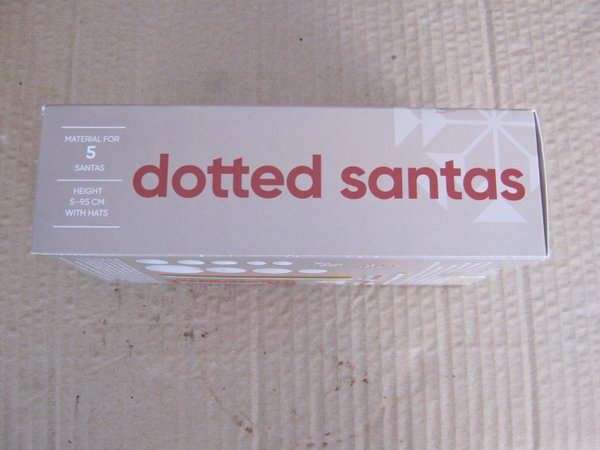 MATERIAL FOR
5
SANTAS
HEIGHT
5-9.5 CM
WITH HATS
dotted santas